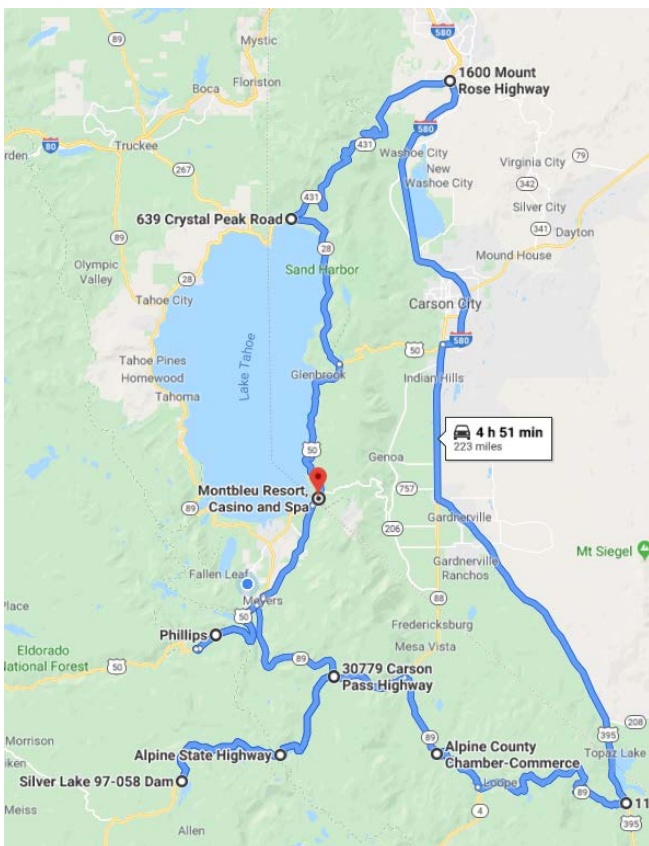 89
Mystic
580
1600 Mount
Rose Highway
Boca
Floriston
80
Truckee
580
431
Washoe City
Virginia City
79
rden
267
New
Washoe City
342
Silver City
639 Crystal Peak Road
431
341
Dayton
89
28
Mound House
Olympic
Valley
28
Sand Harbor
Tahoe City
Carson City
Tahoe Pines
Homewood
Lake Tahoe
50
580
Glenbrook
Indian Hills
Tahoma
4 h 51 min
223 miles
50
Genoa
Montbleu Resort,
Casino and Spa
757
89
206
Gardnerville
Mt Siegel
Fallen Leaf
Gardnerville
Ranchos
Place
Meyers
88
50
Phillips
Fredericksburg
Eldorado
National Forest
50
89
Mesa Vista
30779 Carson
Pass Highway
208
395
Morrison
Alpine State Highway
89
Alpine County
Chamber-Commerce
Topaz Lake
iken
Silver Lake 97-058 Dam
Loope
89
11
Meiss
4
395
Allen